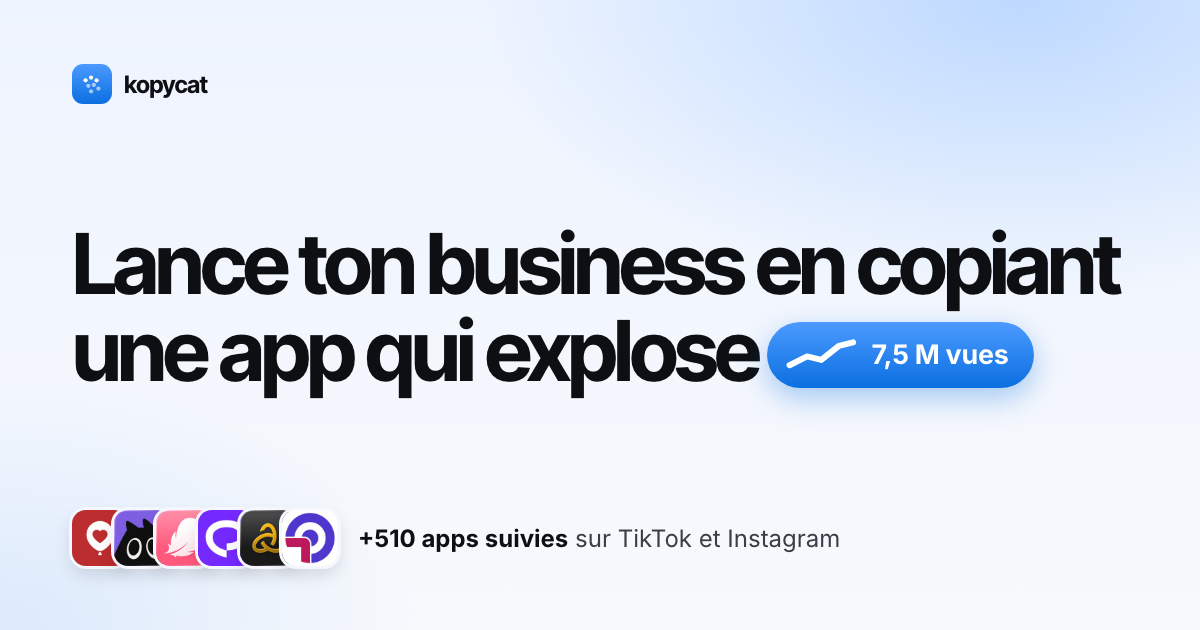 kopycat
Lance ton business en copiant
une app qui explose 7,5 M vues
+510 apps suivies sur TikTok et Instagram